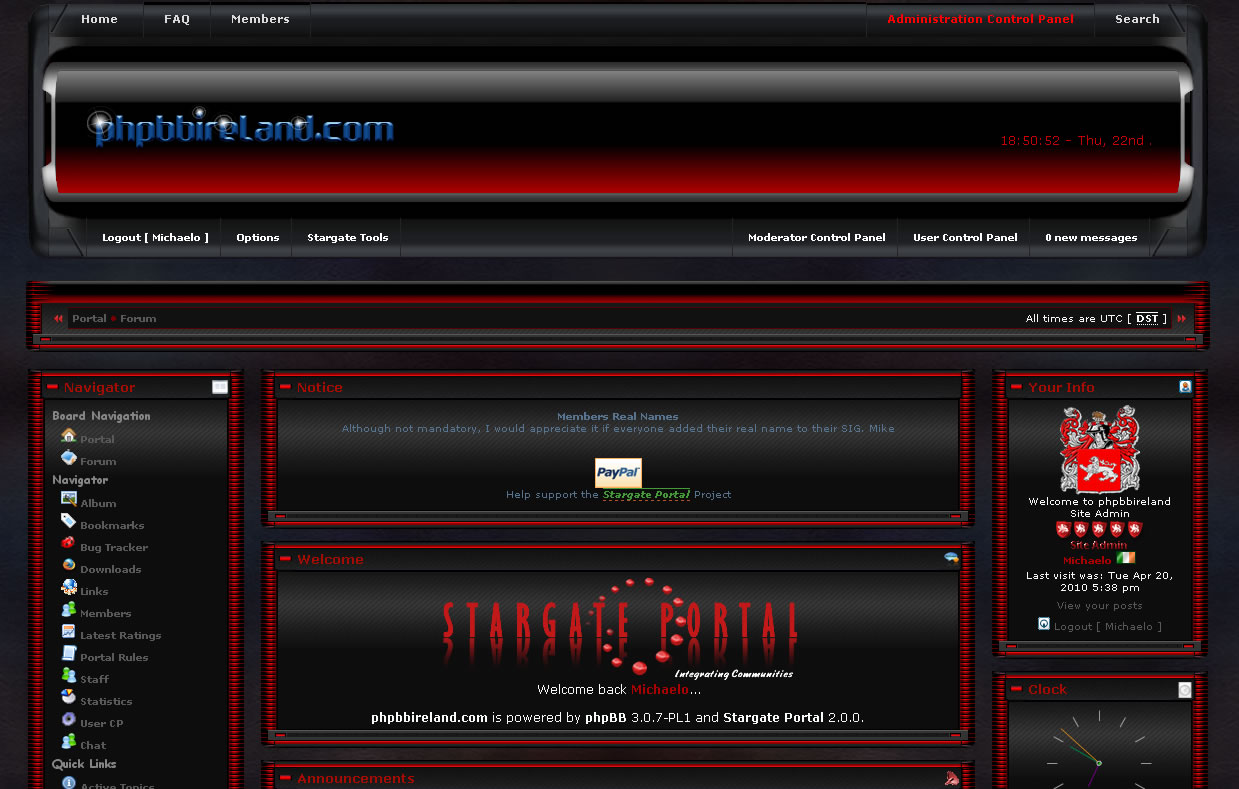 Home FAQ Members Administration Control Panel Search
phpbbireland.com
18:50:52 - Thu, 22nd .
Logout [ Michaelo ] Options Stargate Tools Moderator Control Panel User Control Panel 0 new messages
Portal Forum All times are UTC [ DST ]
Navigator
Board Navigation
Portal
Forum
Navigator
Album
Bookmarks
Bug Tracker
Downloads
Links
Members
Latest Ratings
Portal Rules
Staff
Statistics
User CP
Chat
Quick Links
Active Topics
Notice
Members Real Names
Although not mandatory, I would appreciate it if everyone added their real name to their SIG. Mike
PayPal
Help support the Stargate Portal Project
Welcome
STARGATE PORTAL
Integrating Communities
Welcome back Michaelo...
phpbbireland.com is powered by phpBB 3.0.7-PL1 and Stargate Portal 2.0.0.
Announcements
Your Info
Welcome to phpbbireland
Site Admin
Site Admin
Michaelo
Last visit was: Tue Apr 20,
2010 5:38 pm
View your posts
Logout [ Michaelo ]
Clock